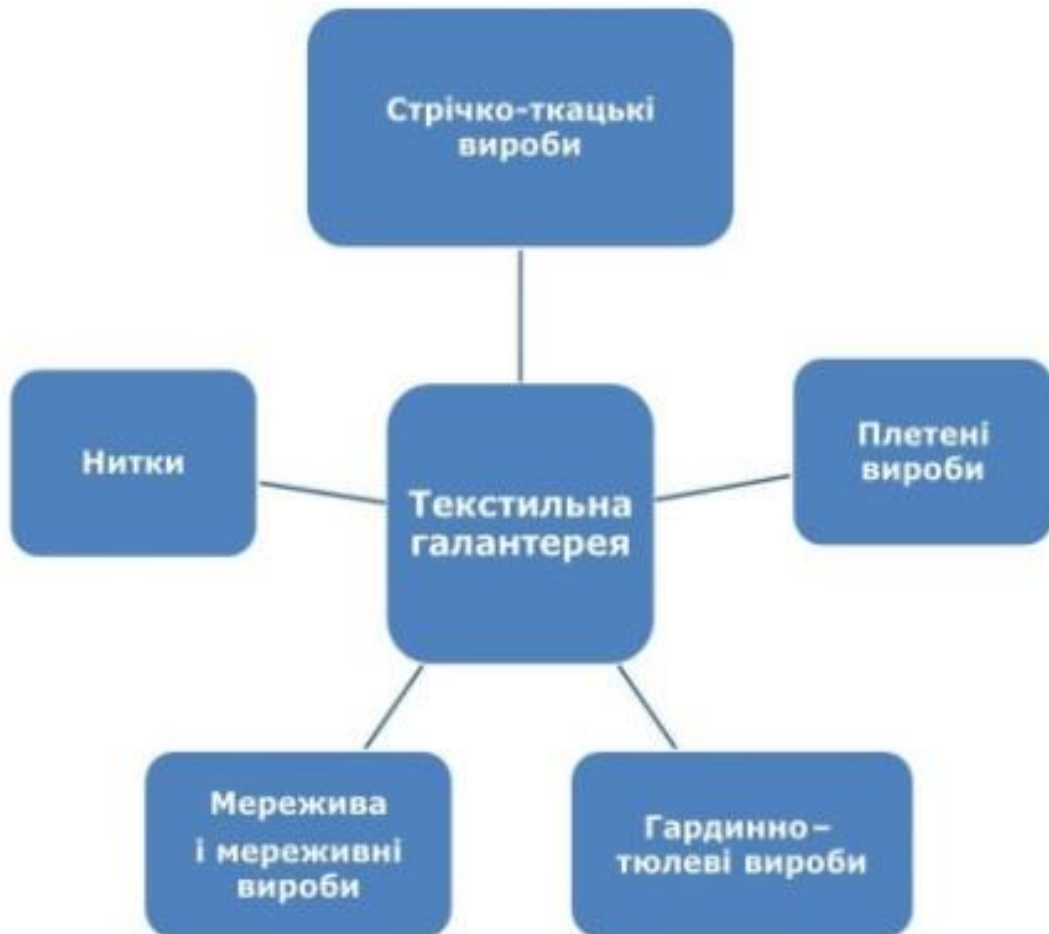 Стрічко-ткацькі
вироби
Нитки
Плетені
вироби
Текстильна
галантерея
Мережива
і мереживні
вироби
Гардинно–
тюлеві вироби